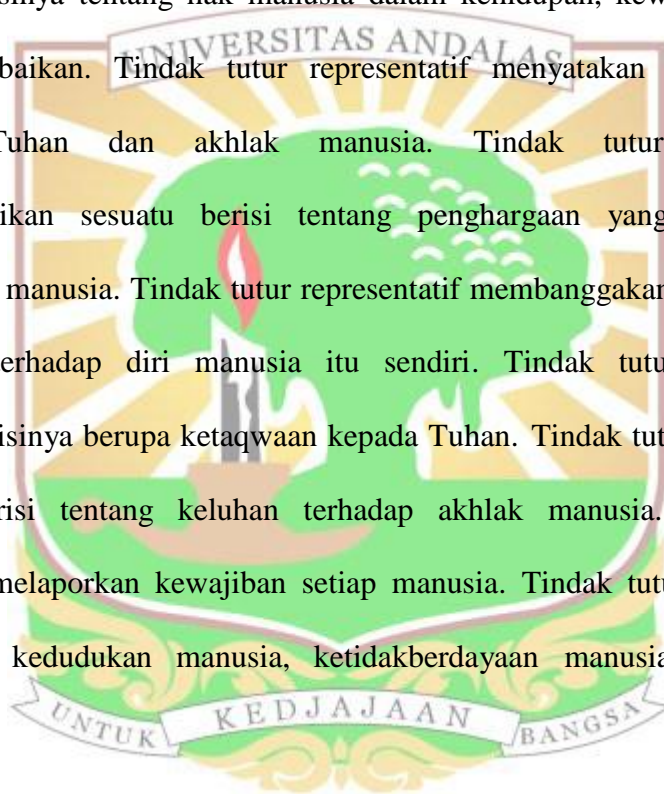 tentang hak manusia dalam kehidupan,
UNIVERSITAS ANDALAS
baikan. Tindak tutur representatif menyatakan
Tuhan dan akhlak manusia. Tindak tutur
ikan sesuatu berisi tentang penghargaan yang
manusia. Tindak tutur representatif membanggakan
erhadap diri manusia itu sendiri. Tindak tutu
isinya berupa ketaqwaan kepada Tuhan. Tindak tut
risi tentang keluhan terhadap akhlak manusia.
melaporkan kewajiban setiap manusia. Tindak tutu
kedudukan manusia, ketidakberdayaan manusia
UNTUK KEDJAJAAN BANGSA